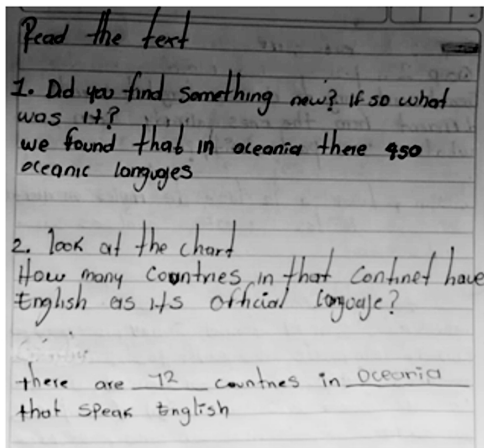 Read the text
1. Did you find something new? if so what
was it?
we found that in oceania there 450
oceanic longuges
2. look at the chart
How many countries in that continet have
English as its official longuaje?
there are 12 countries in Oceania
that speak English